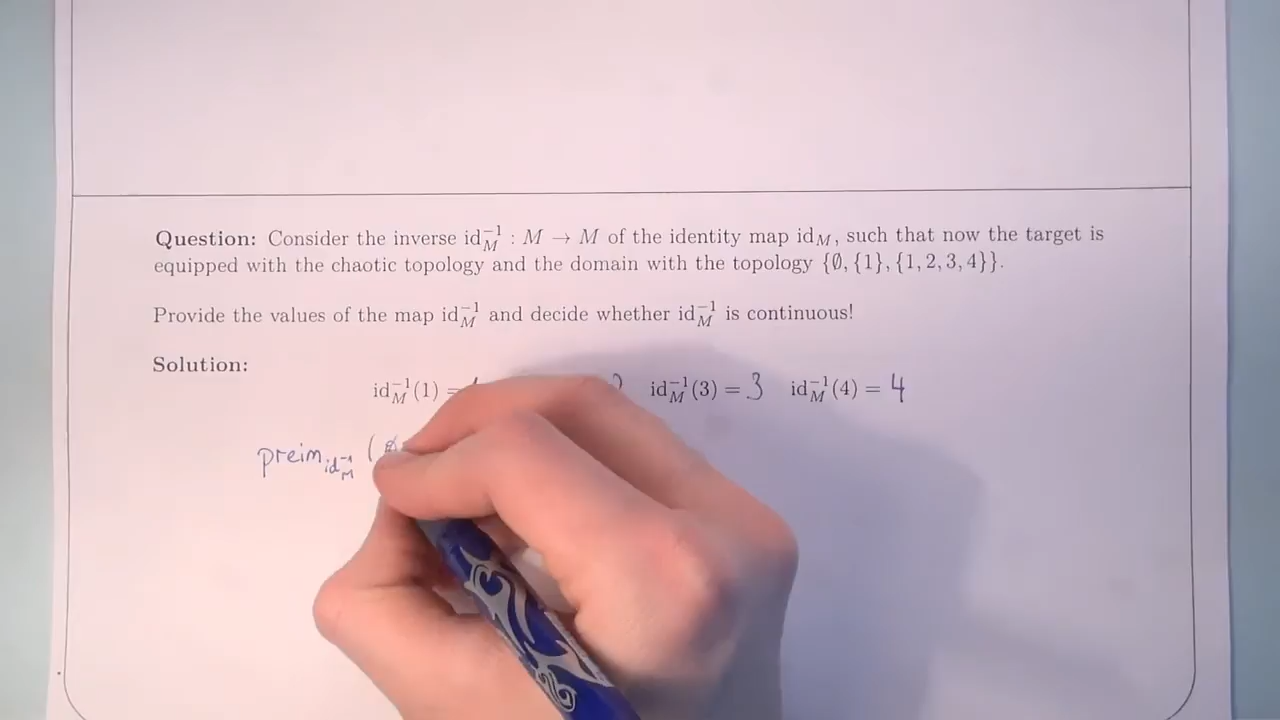 Question: Consider the inverse id_M^{-1} : M → M of the identity map id_M, such that now the target is
equipped with the chaotic topology and the domain with the topology {∅, {1}, {1, 2, 3, 4}}.
Provide the values of the map id_M^{-1} and decide whether id_M^{-1} is continuous!
Solution:
id_M^{-1}(1) = 2 id_M^{-1}(3) = 3 id_M^{-1}(4) = 4
preim_{id_M^{-1}} (∅